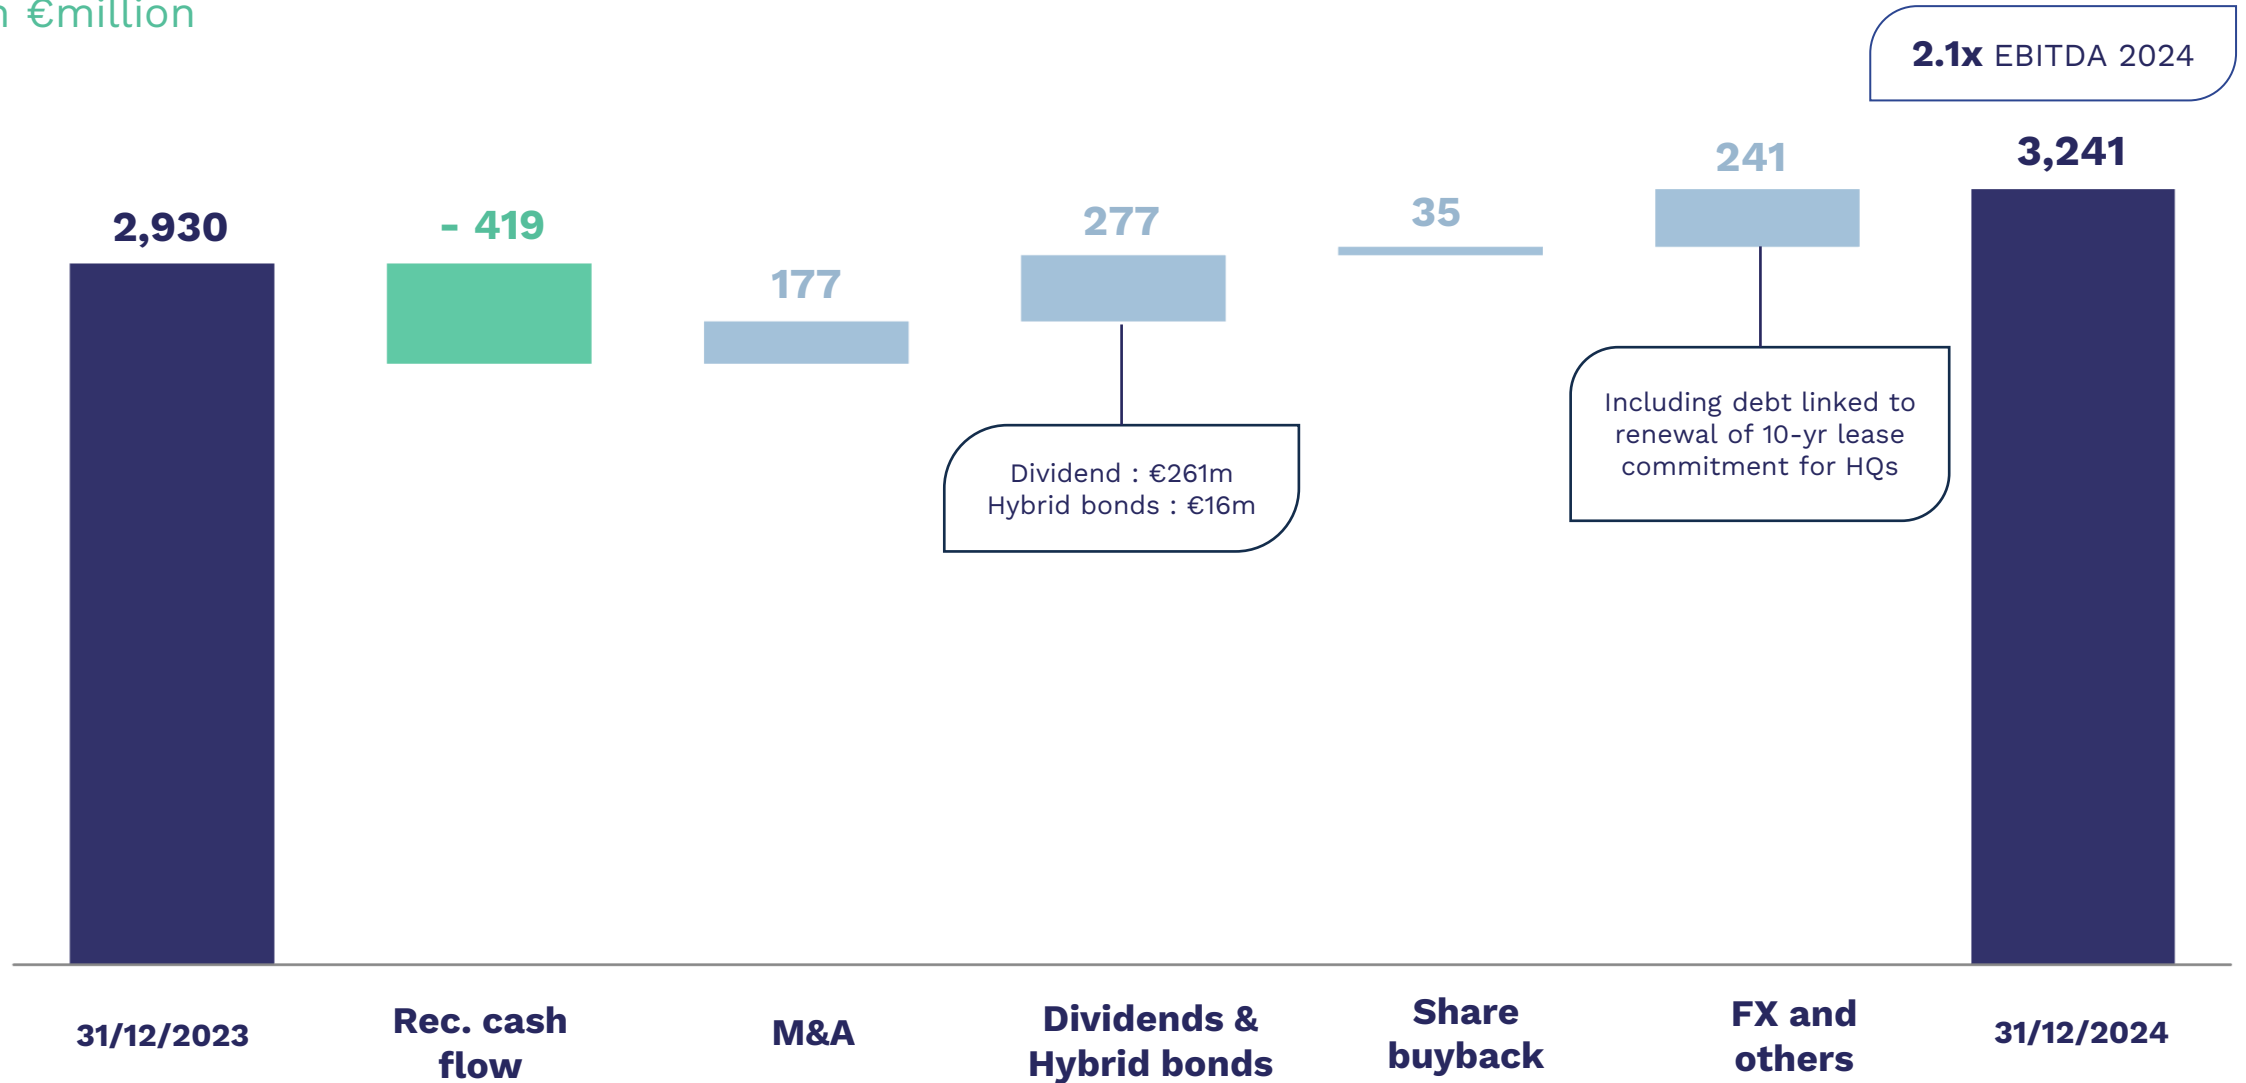 €million
2.1x EBITDA 2024
2,930
- 419
177
277
35
241
3,241
Dividend : €261m
Hybrid bonds : €16m
Including debt linked to
renewal of 10-yr lease
commitment for HQs
31/12/2023
Rec. cash
flow
M&A
Dividends &
Hybrid bonds
Share
buyback
FX and
others
31/12/2024